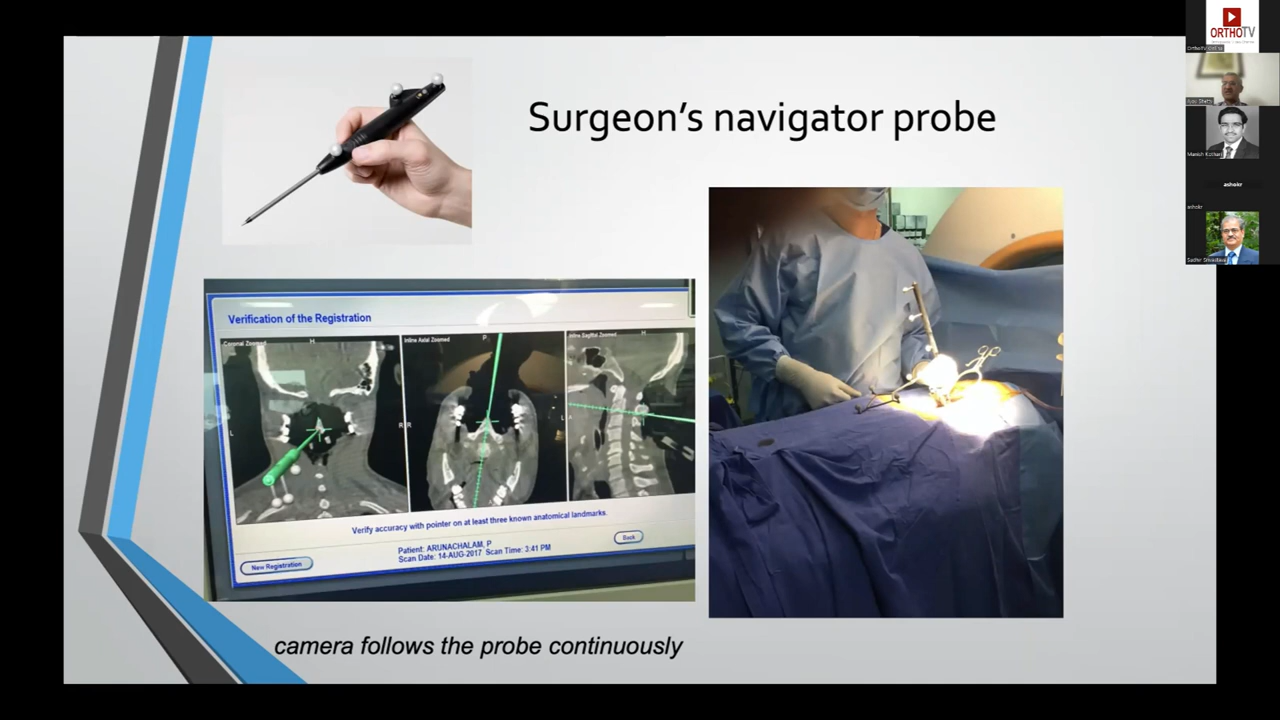 Surgeon's navigator probe
Verification of the Registration
Coronal Zoomed
H
Inline Axial Zoomed
P
Inline Sagittal Zoomed
H
L
R
R
L
A
Verify accuracy with pointer on at least three known anatomical landmarks.
Patient: ARUNACHALAM, P
Scan Date: 14-AUG-2017 Scan Time: 3:41 PM
New Registration
Back
camera follows the probe continuously
ORTHOTV
Manish Kothari
ashokr
ashokr